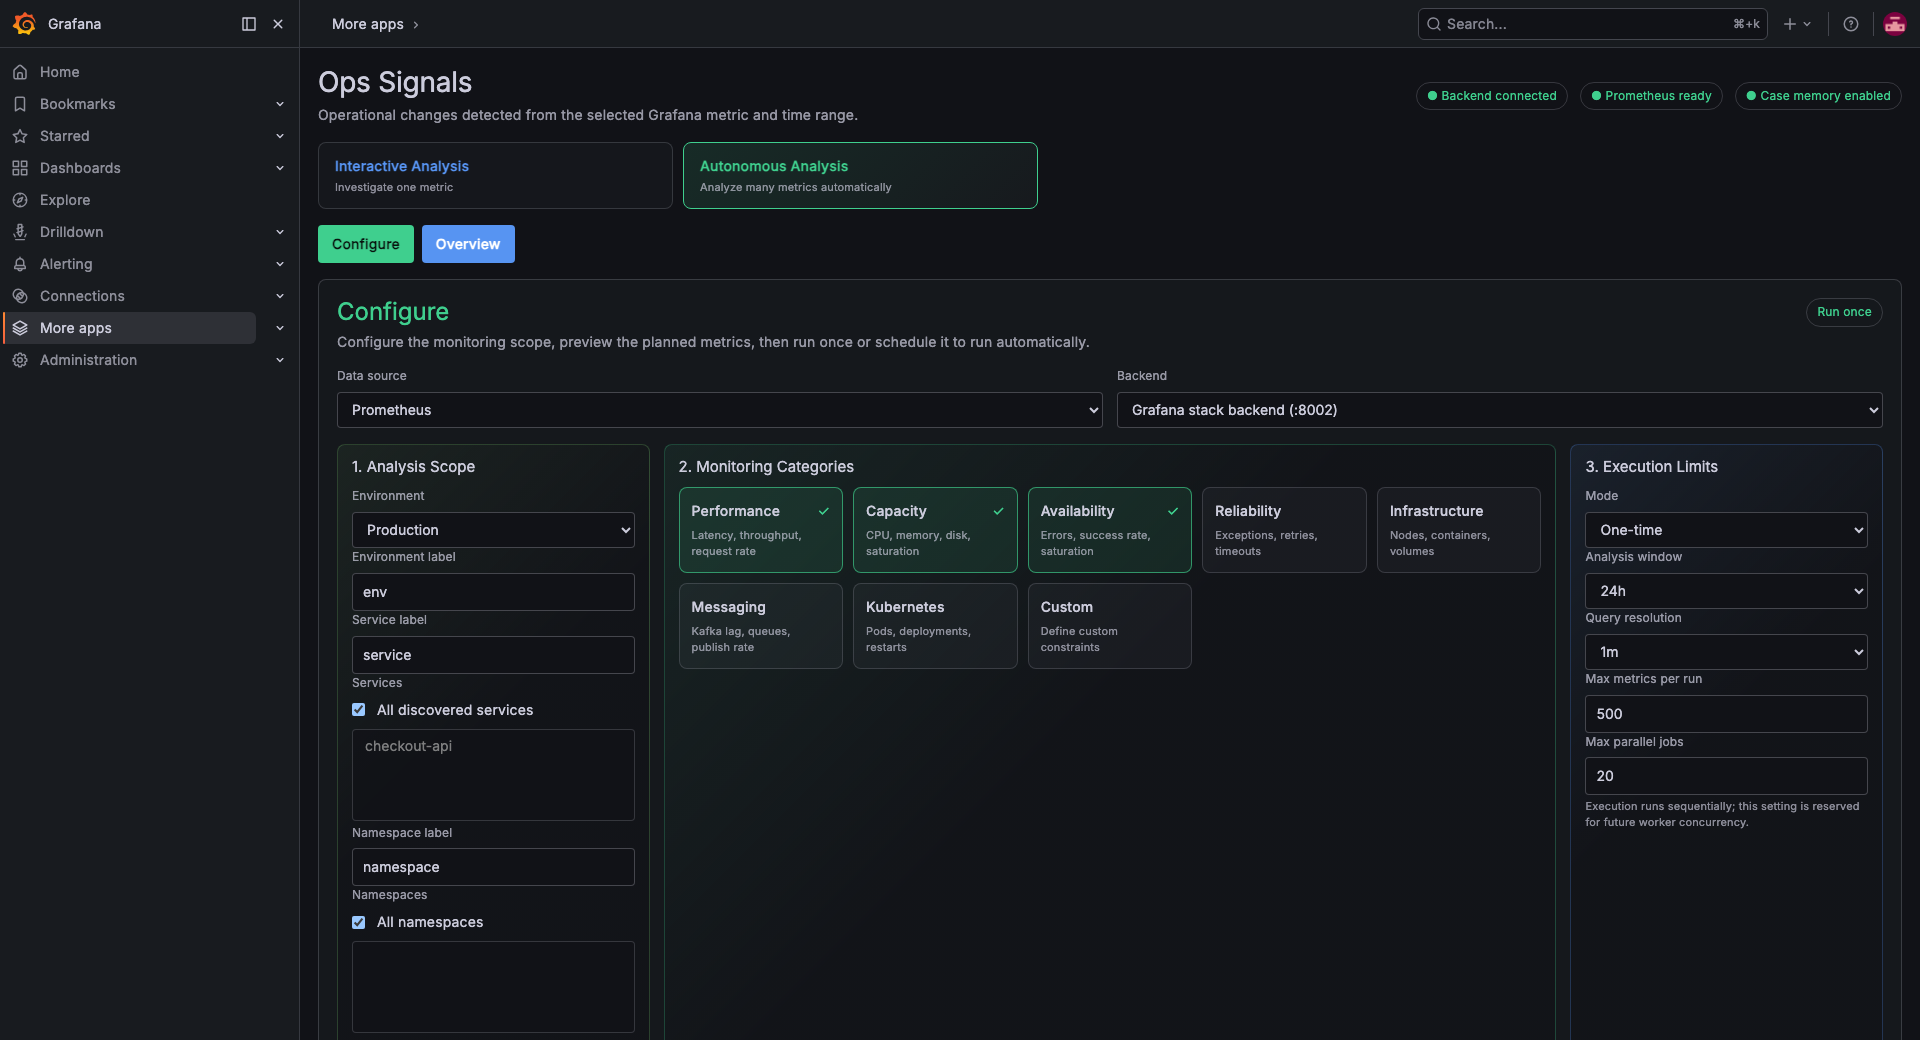 Grafana
More apps ›
Search...
⌘+k
Home
Bookmarks
Starred
Dashboards
Explore
Drilldown
Alerting
Connections
More apps
Administration
Ops Signals
Operational changes detected from the selected Grafana metric and time range.
Backend connected
Prometheus ready
Case memory enabled
Interactive Analysis
Investigate one metric
Autonomous Analysis
Analyze many metrics automatically
Configure
Overview
Configure
Run once
Configure the monitoring scope, preview the planned metrics, then run once or schedule it to run automatically.
Data source
Prometheus
Backend
Grafana stack backend (:8002)
1. Analysis Scope
Environment
Production
Environment label
env
Service label
service
Services
All discovered services
checkout-api
Namespace label
namespace
Namespaces
All namespaces
2. Monitoring Categories
Performance
Latency, throughput,
request rate
Capacity
CPU, memory, disk,
saturation
Availability
Errors, success rate,
saturation
Reliability
Exceptions, retries,
timeouts
Infrastructure
Nodes, containers,
volumes
Messaging
Kafka lag, queues,
publish rate
Kubernetes
Pods, deployments,
restarts
Custom
Define custom
constraints
3. Execution Limits
Mode
One-time
Analysis window
24h
Query resolution
1m
Max metrics per run
500
Max parallel jobs
20
Execution runs sequentially; this setting is reserved
for future worker concurrency.